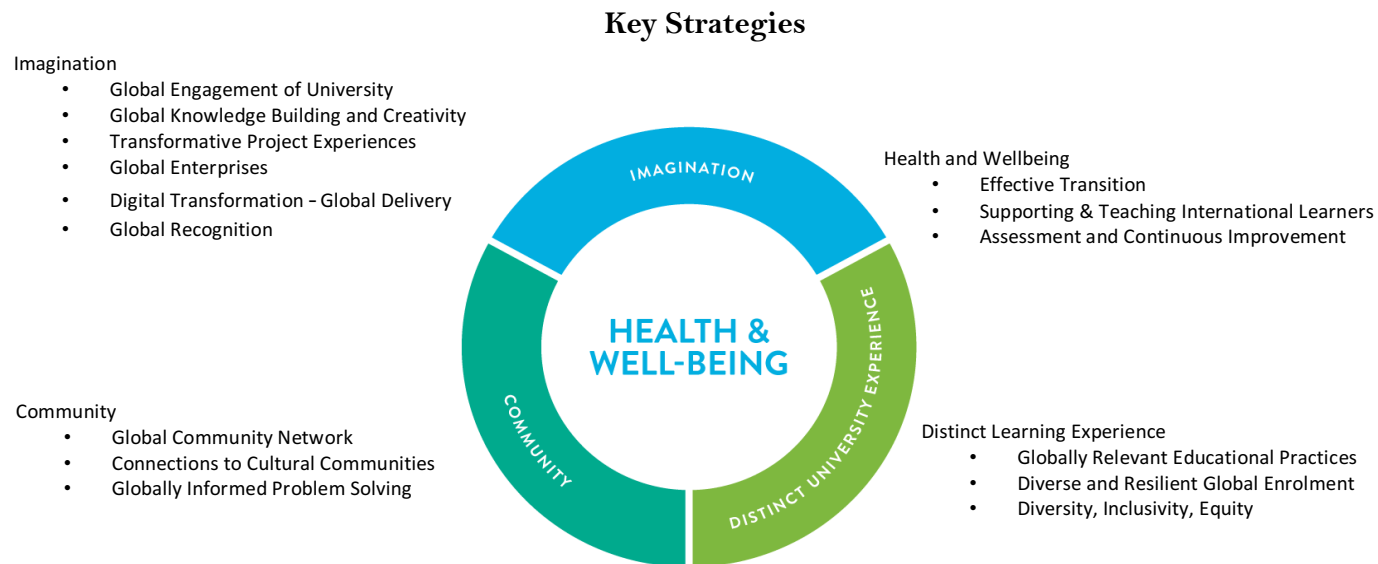 Key Strategies
Imagination
• Global Engagement of University
• Global Knowledge Building and Creativity
• Transformative Project Experiences
• Global Enterprises
• Digital Transformation - Global Delivery
• Global Recognition
Health and Wellbeing
• Effective Transition
• Supporting & Teaching International Learners
• Assessment and Continuous Improvement
IMAGINATION
HEALTH &
WELL-BEING
COMMUNITY
DISTINCT UNIVERSITY EXPERIENCE
Community
• Global Community Network
• Connections to Cultural Communities
• Globally Informed Problem Solving
Distinct Learning Experience
• Globally Relevant Educational Practices
• Diverse and Resilient Global Enrolment
• Diversity, Inclusivity, Equity